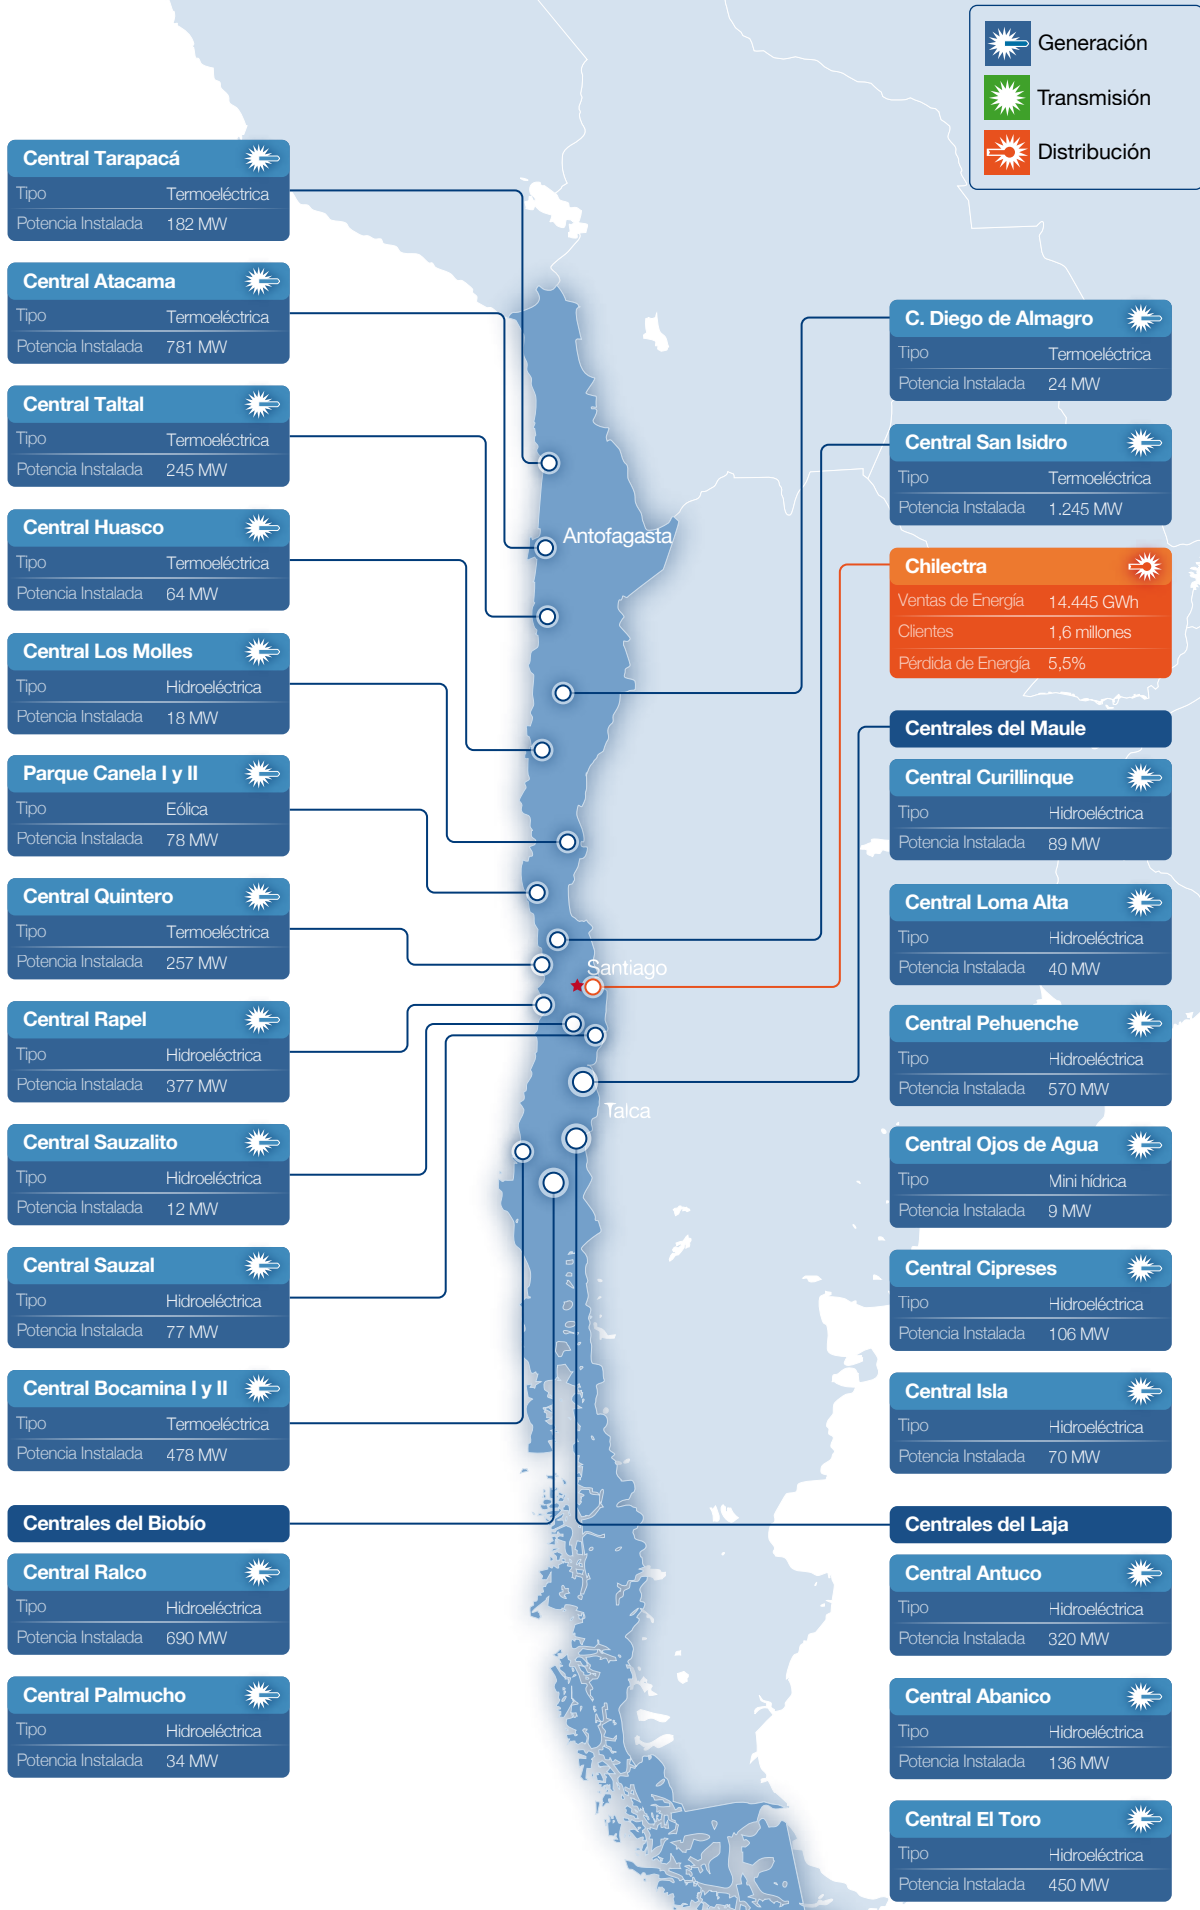 Generación
Transmisión
Distribución
Central Tarapacá
Tipo Termoeléctrica
Potencia Instalada 182 MW
Central Atacama
Tipo Termoeléctrica
Potencia Instalada 781 MW
Central Taltal
Tipo Termoeléctrica
Potencia Instalada 245 MW
Central Huasco
Tipo Termoeléctrica
Potencia Instalada 64 MW
Central Los Molles
Tipo Hidroeléctrica
Potencia Instalada 18 MW
Parque Canela I y II
Tipo Eólica
Potencia Instalada 78 MW
Central Quintero
Tipo Termoeléctrica
Potencia Instalada 257 MW
Central Rapel
Tipo Hidroeléctrica
Potencia Instalada 377 MW
Central Sauzalito
Tipo Hidroeléctrica
Potencia Instalada 12 MW
Central Sauzal
Tipo Hidroeléctrica
Potencia Instalada 77 MW
Central Bocamina I y II
Tipo Termoeléctrica
Potencia Instalada 478 MW
Centrales del Biobío
Central Ralco
Tipo Hidroeléctrica
Potencia Instalada 690 MW
Central Palmucho
Tipo Hidroeléctrica
Potencia Instalada 34 MW
Antofagasta
Santiago
Talca
C. Diego de Almagro
Tipo Termoeléctrica
Potencia Instalada 24 MW
Central San Isidro
Tipo Termoeléctrica
Potencia Instalada 1.245 MW
Chilectra
Ventas de Energía 14.445 GWh
Clientes 1,6 millones
Pérdida de Energía 5,5%
Centrales del Maule
Central Curillinque
Tipo Hidroeléctrica
Potencia Instalada 89 MW
Central Loma Alta
Tipo Hidroeléctrica
Potencia Instalada 40 MW
Central Pehuenche
Tipo Hidroeléctrica
Potencia Instalada 570 MW
Central Ojos de Agua
Tipo Mini hídrica
Potencia Instalada 9 MW
Central Cipreses
Tipo Hidroeléctrica
Potencia Instalada 106 MW
Central Isla
Tipo Hidroeléctrica
Potencia Instalada 70 MW
Centrales del Laja
Central Antuco
Tipo Hidroeléctrica
Potencia Instalada 320 MW
Central Abanico
Tipo Hidroeléctrica
Potencia Instalada 136 MW
Central El Toro
Tipo Hidroeléctrica
Potencia Instalada 450 MW